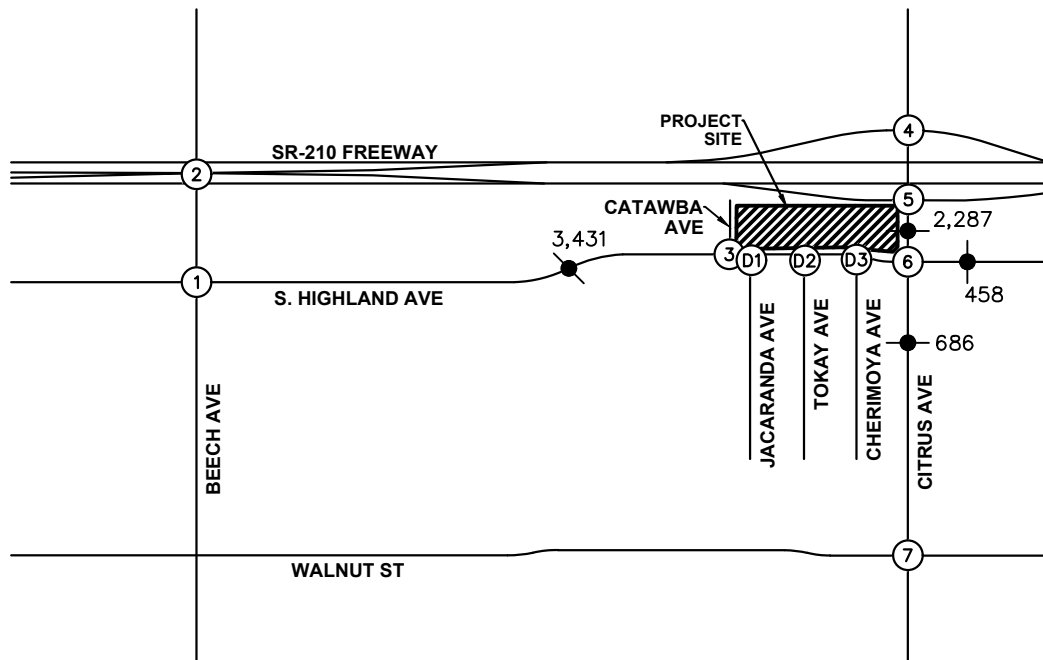 PROJECT
SITE
4
SR-210 FREEWAY
2
CATAWBA
AVE
5
2,287
3,431
3
D1
D2
D3
6
1
S. HIGHLAND AVE
458
686
JACARANDA AVE
TOKAY AVE
CHERIMOYA AVE
BEECH AVE
CITRUS AVE
7
WALNUT ST